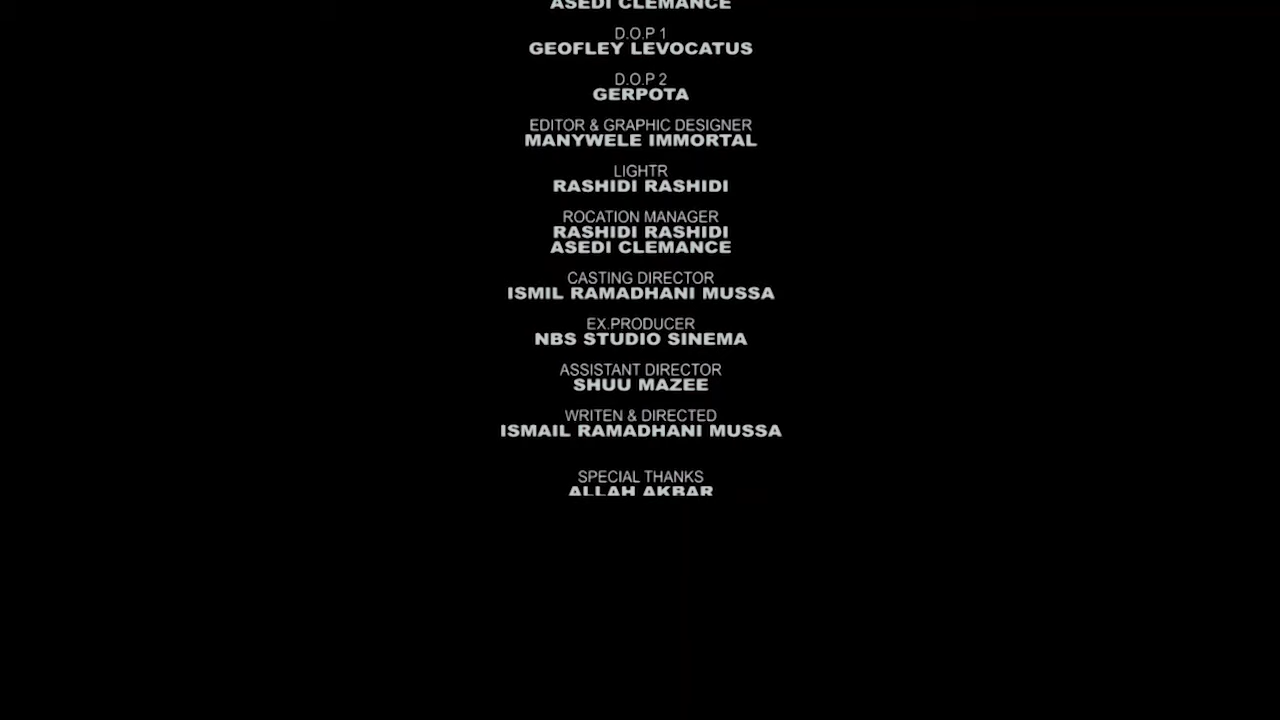 ASEDI CLEMANCE
D.O.P 1
GEOFLEY LEVOCATUS
D.O.P 2
GERPOTA
EDITOR & GRAPHIC DESIGNER
MANYWELE IMMORTAL
LIGHTR
RASHIDI RASHIDI
ROCATION MANAGER
RASHIDI RASHIDI
ASEDI CLEMANCE
CASTING DIRECTOR
ISMIL RAMADHANI MUSSA
EX.PRODUCER
NBS STUDIO SINEMA
ASSISTANT DIRECTOR
SHUU MAZEE
WRITEN & DIRECTED
ISMAIL RAMADHANI MUSSA
SPECIAL THANKS
ALLAH AKBAR